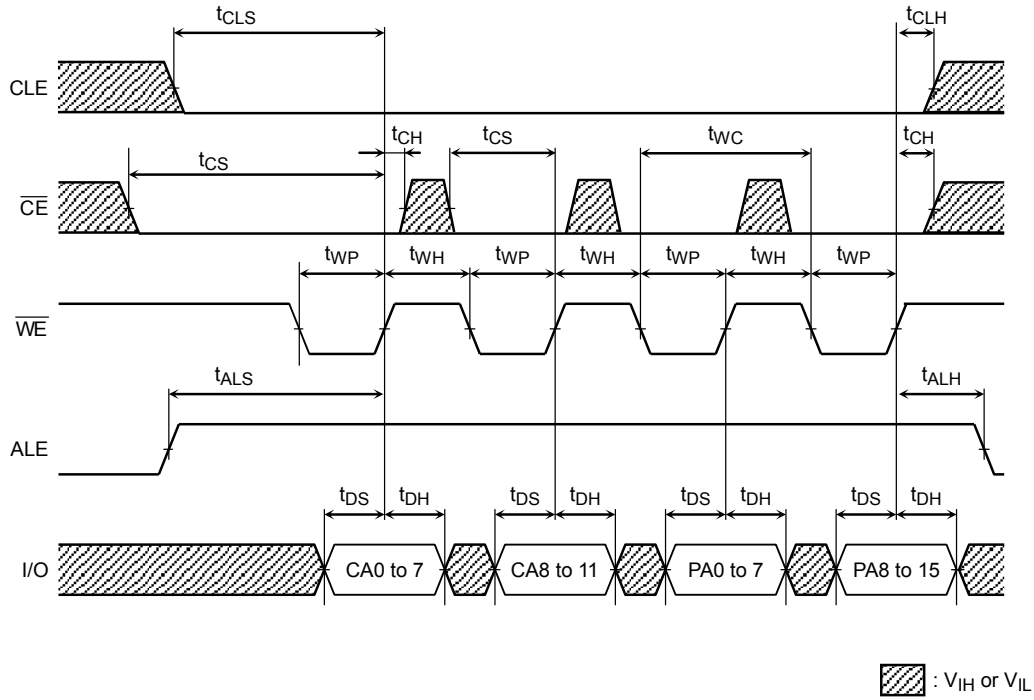 tCLS
tCLH
CLE
tCH
tCS
tWC
tCH
tCS
CE
tWP
tWH
tWP
tWH
tWP
tWH
tWP
WE
tALS
tALH
ALE
tDS
tDH
tDS
tDH
tDS
tDH
tDS
tDH
I/O
CA0 to 7
CA8 to 11
PA0 to 7
PA8 to 15
: VIH or VIL